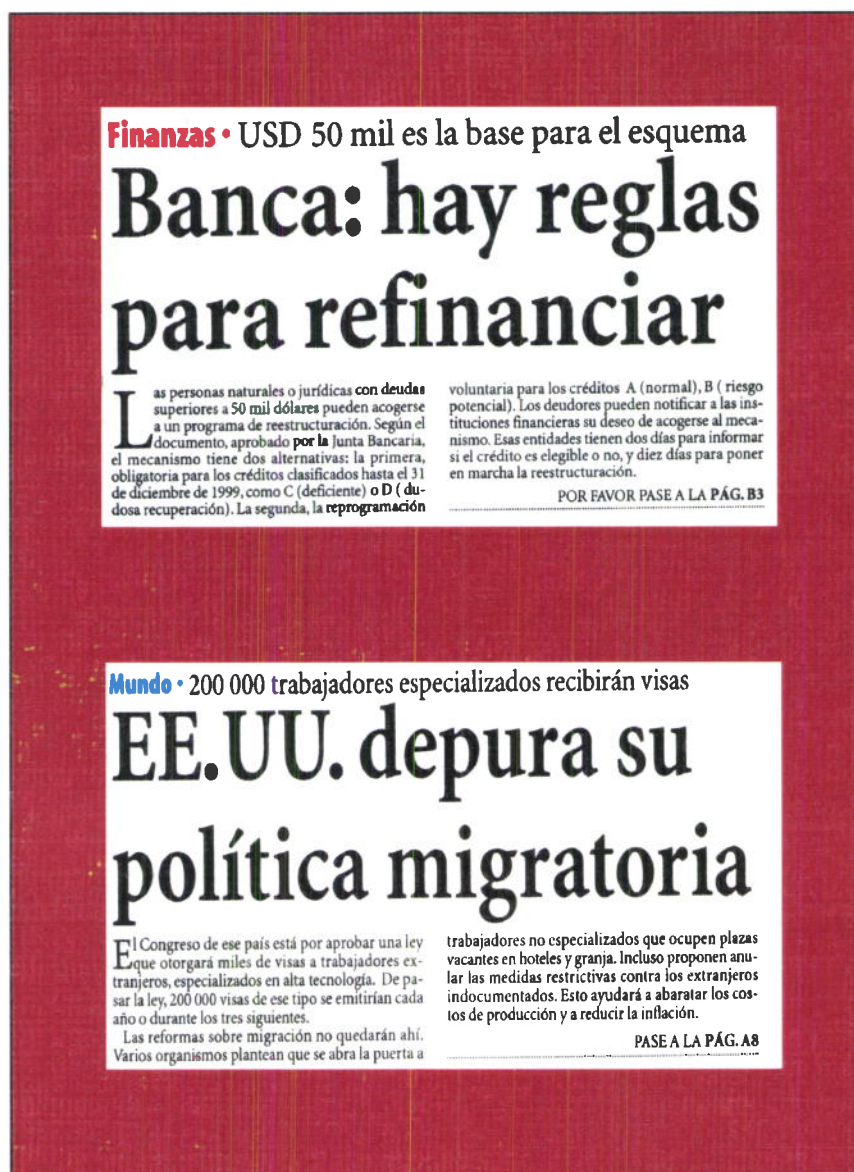 Finanzas • USD 50 mil es la base para el esquema
Banca: hay reglas
para refinanciar
Las personas naturales o jurídicas con deudas
superiores a 50 mil dólares pueden acogerse
a un programa de reestructuración. Según el
documento, aprobado por la Junta Bancaria,
el mecanismo tiene dos alternativas: la primera,
obligatoria para los créditos clasificados hasta el 31
de diciembre de 1999, como C (deficiente) o D ( du-
dosa recuperación). La segunda, la reprogramación
voluntaria para los créditos A (normal), B ( riesgo
potencial). Los deudores pueden notificar a las ins-
tituciones financieras su deseo de acogerse al meca-
nismo. Esas entidades tienen dos días para informar
si el crédito es elegible o no, y diez días para poner
en marcha la reestructuración.
POR FAVOR PASE A LA PÁG. B3
Mundo • 200 000 trabajadores especializados recibirán visas
EE.UU. depura su
política migratoria
El Congreso de ese país está por aprobar una ley
que otorgará miles de visas a trabajadores ex-
tranjeros, especializados en alta tecnología. De pa-
sar la ley, 200 000 visas de ese tipo se emitirían cada
año o durante los tres siguientes.
Las reformas sobre migración no quedarán ahí.
Varios organismos plantean que se abra la puerta a
trabajadores no especializados que ocupen plazas
vacantes en hoteles y granja. Incluso proponen anu-
lar las medidas restrictivas contra los extranjeros
indocumentados. Esto ayudará a abaratar los cos-
tos de producción y a reducir la inflación.
PASE A LA PÁG. A8